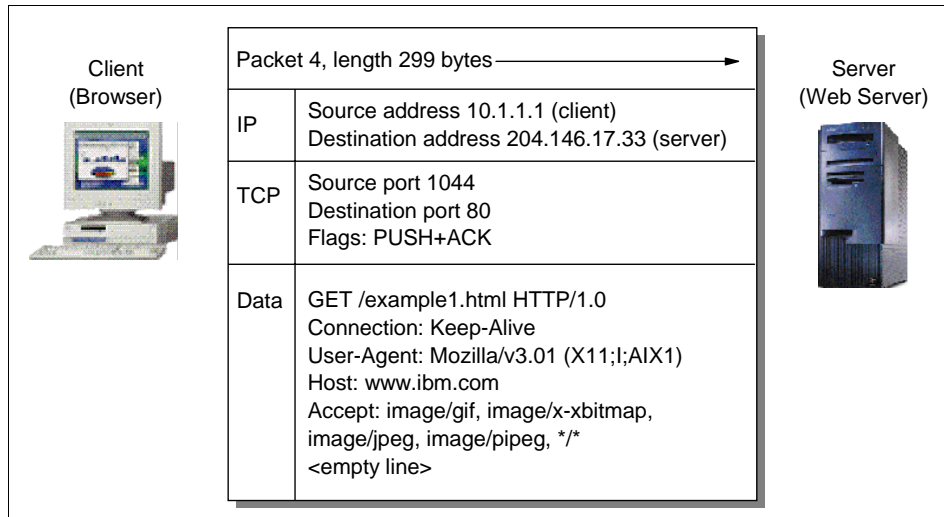 Client
(Browser)
Packet 4, length 299 bytes
Server
(Web Server)
IP
Source address 10.1.1.1 (client)
Destination address 204.146.17.33 (server)
TCP
Source port 1044
Destination port 80
Flags: PUSH+ACK
Data
GET /example1.html HTTP/1.0
Connection: Keep-Alive
User-Agent: Mozilla/v3.01 (X11;I;AIX1)
Host: www.ibm.com
Accept: image/gif, image/x-xbitmap,
image/jpeg, image/pipeg, */*
<empty line>